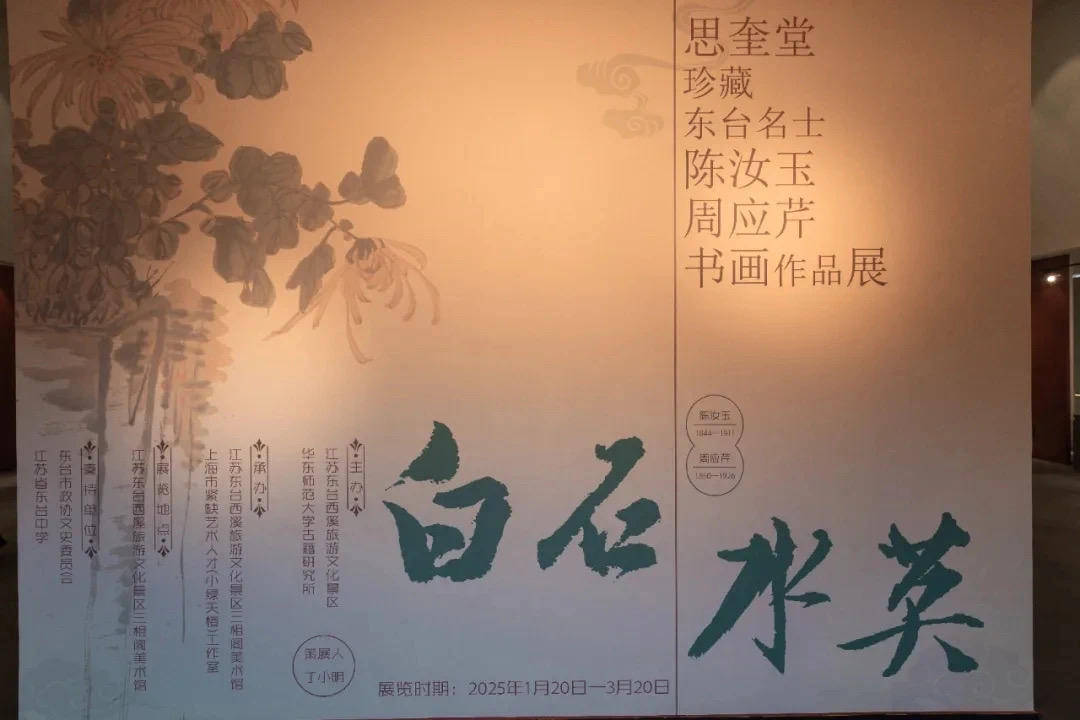 思奎堂
珍藏
东台名士
陈汝玉
周应芹
书画作品展
陈汝玉
1844—1911
周应芹
1860—1926
白石
水英
主办
江苏东台西溪旅游文化景区
华东师范大学古籍研究所
承办
江苏东台西溪旅游文化景区三相阁美术馆
上海市紧缺艺术人才(小绿天梧)工作室
展览地点
江苏东台西溪旅游文化景区三相阁美术馆
支持单位
东台市政协文史委员会
江苏省东台中学
策展人
丁小明
展览时期：2025年1月20日—3月20日